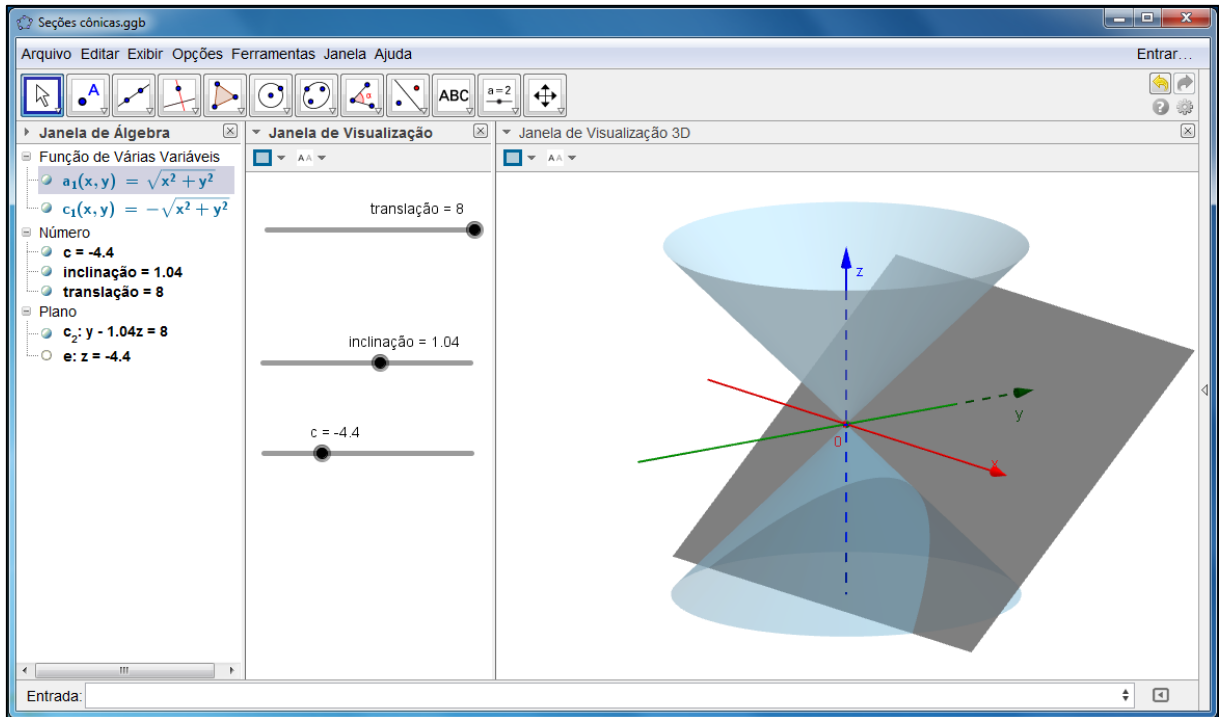 Seções cônicas.ggb
Arquivo Editar Exibir Opções Ferramentas Janela Ajuda Entrar...
A α ABC a=2
Janela de Álgebra
Função de Várias Variáveis
a₁(x,y) = √x² + y²
c₁(x,y) = −√x² + y²
Número
c = -4.4
inclinação = 1.04
translação = 8
Plano
c₂: y - 1.04z = 8
e: z = -4.4
Janela de Visualização
AA
translação = 8
inclinação = 1.04
c = -4.4
Janela de Visualização 3D
AA
z
y
0
x
Entrada: